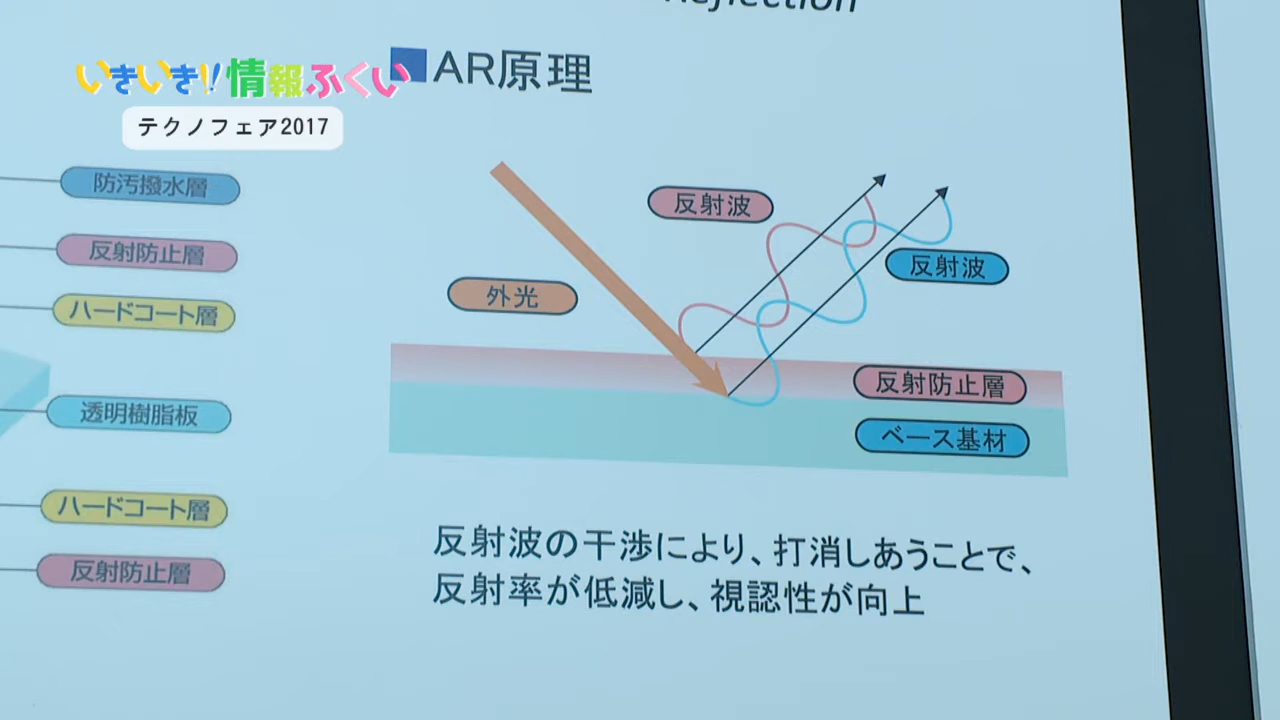 Reflection
いきいき!!情報ふくい
テクノフェア2017
AR原理
防汚撥水層
反射防止層
ハードコート層
透明樹脂板
ハードコート層
反射防止層
反射波
反射波
外光
反射防止層
ベース基材
反射波の干渉により、打消しあうことで、
反射率が低減し、視認性が向上